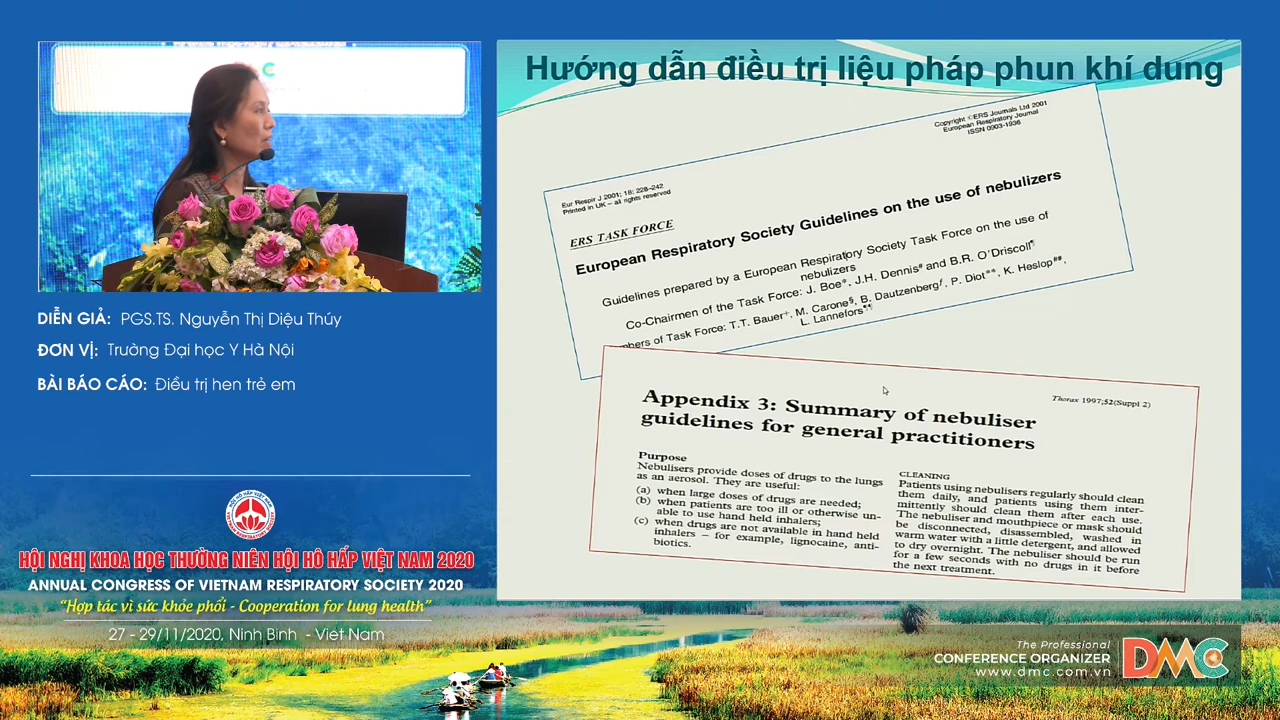 Hướng dẫn điều trị liệu pháp phun khí dung
Copyright ©ERS Journals Ltd 2001
European Respiratory Journal
ISSN 0903-1936
Eur Respir J 2001; 18: 228–242
Printed in UK – all rights reserved
ERS TASK FORCE
European Respiratory Society Guidelines on the use of nebulizers
Guidelines prepared by a European Respiratory Society Task Force on the use of
nebulizers
Co-Chairmen of the Task Force: J. Boe*, J.H. Dennis# and B.R. O'Driscoll¶
of Task Force: T.T. Bauer+, M. Carone§, B. Dautzenberg, P. Diot**, K. Heslop##,
L. Lannefors¶¶
Appendix 3: Summary of nebuliser
guidelines for general practitioners
Thorax 1997;52(Suppl 2)
Purpose
Nebulisers provide doses of drugs to the lungs
as an aerosol. They are useful:
(a) when large doses of drugs are needed;
(b) when patients are too ill or otherwise un-
able to use hand held inhalers;
(c) when drugs are not available in hand held
inhalers – for example, lignocaine, anti-
biotics.
CLEANING
Patients using nebulisers regularly should clean
them daily, and patients using them inter-
mittently should clean them after each use.
The nebuliser and mouthpiece or mask should
be disconnected, disassembled, washed in
warm water with a little detergent, and allowed
to dry overnight. The nebuliser should be run
for a few seconds with no drugs in it before
the next treatment.
DIỄN GIẢ: PGS.TS. Nguyễn Thị Diệu Thúy
ĐƠN VỊ: Trường Đại học Y Hà Nội
BÀI BÁO CÁO: Điều trị hen trẻ em
HỘI NGHỊ KHOA HỌC THƯỜNG NIÊN HỘI HÔ HẤP VIỆT NAM 2020
ANNUAL CONGRESS OF VIETNAM RESPIRATORY SOCIETY 2020
“Hợp tác vì sức khỏe phổi - Cooperation for lung health”
27 - 29/11/2020, Ninh Bình - Việt Nam
The Professional
CONFERENCE ORGANIZER
www.dmc.com.vn
DMC